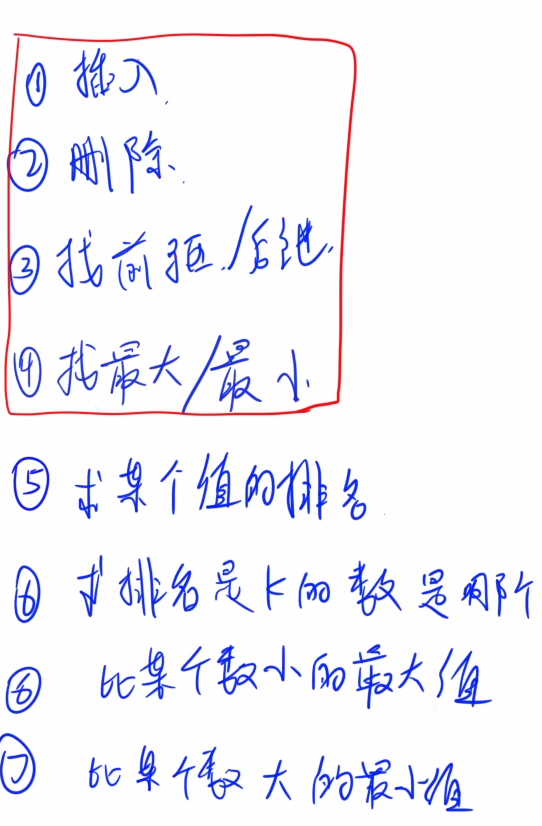 ① 插入
② 删除
③ 找前驱/后继
④ 找最大/最小
⑤ 求某个值的排名
⑥ 求排名是k的数是哪个
⑥ 比某个数小的最大值
⑦ 比某个数大的最小值